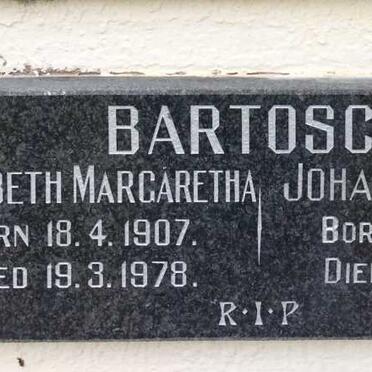 BARTOSC
BETH MARGARETHA JOHA
RN 18.4.1907. BOR
ED 19.3.1978. DIE
R·I·P